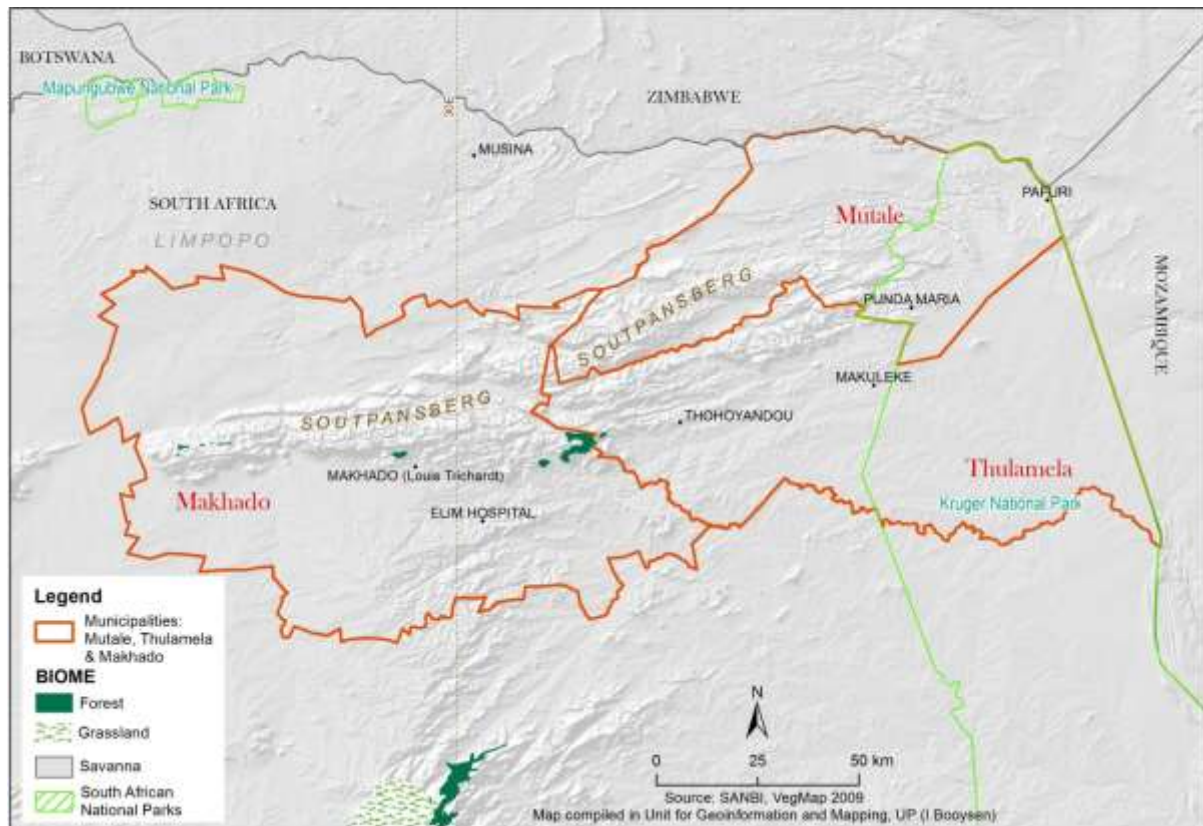 BOTSWANA
Mapungubwe National Park
ZIMBABWE
30E
MUSINA
PAFURI
SOUTH AFRICA
LIMPOPO
Mutale
MOZAMBIQUE
SOUTPANSBERG
PUNDA MARIA
MAKULEKE
SOUTPANSBERG
THOHOYANDOU
MAKHADO (Louis Trichardt)
Thulamela
Kruger National Park
Makhado
ELIM HOSPITAL
Legend
Municipalities:
Mutale, Thulamela
& Makhado
BIOME
Forest
Grassland
Savanna
South African
National Parks
N
0 25 50 km
Source: SANBI, VegMap 2009
Map compiled in Unit for Geoinformation and Mapping, UP (I Booysen)